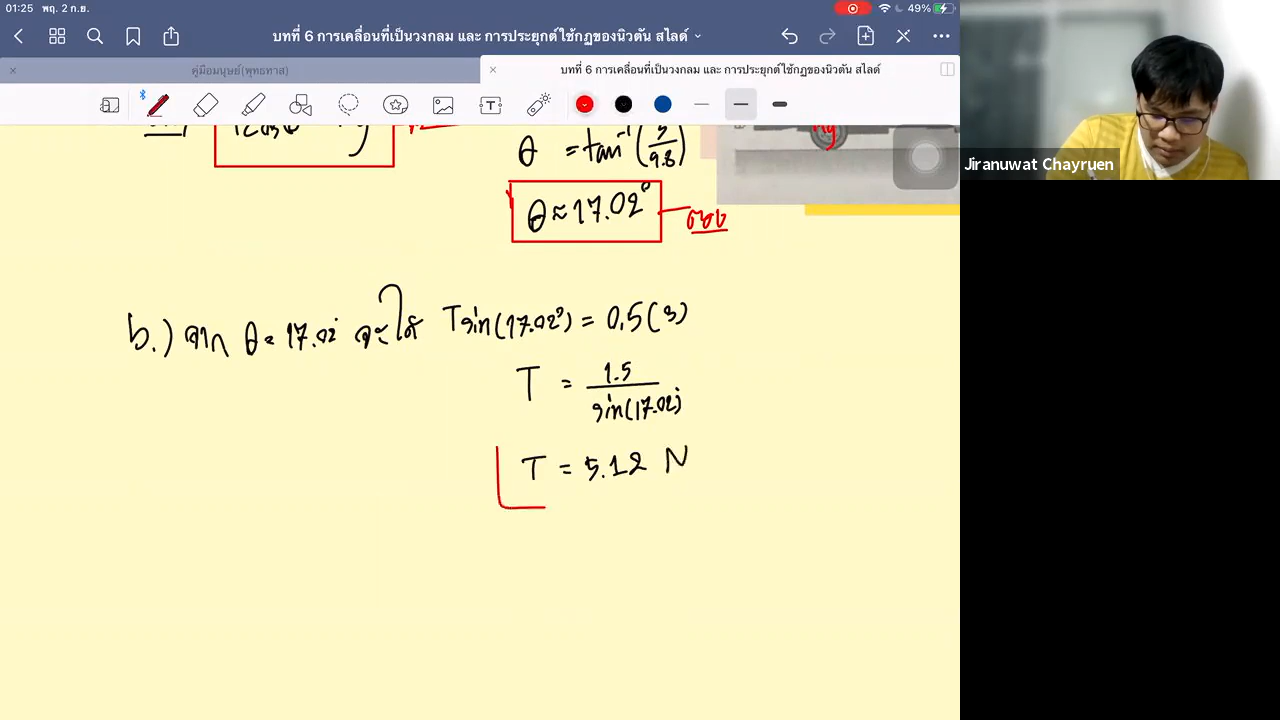 01:25 พฤ. 2 ก.ย.
49%
บทที่ 6 การเคลื่อนที่เป็นวงกลม และ การประยุกต์ใช้กฏของนิวตัน สไลด์
คู่มือมนุษย์(พุทธทาส)
บทที่ 6 การเคลื่อนที่เป็นวงกลม และ การประยุกต์ใช้กฏของนิวตัน สไลด์
mg
θ = tan⁻¹(3/9.8)
Jiranuwat Chayruen
θ ≈ 17.02° ตอบ
b.) จาก θ ≈ 17.02° จะได้ T sin(17.02°) = 0.5(3)
T = 1.5/sin(17.02°)
T = 5.12 N